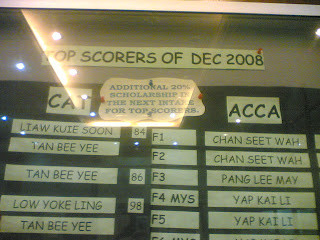 TOP SCORERS OF DEC 2008
ADDITIONAL 20%
SCHOLARSHIP IN
THE NEXT INTAKE
FOR TOP SCORERS.
CAT
ACCA
LIAW KUIE SOON 84 F1 CHAN SEET WAH
TAN BEE YEE
F2 CHAN SEET WAH
TAN BEE YEE 86 F3 PANG LEE MAY
LOW YOKE LING 98 F4 MYS YAP KAI LI
TAN BEE YEE F5 YAP KAI LI